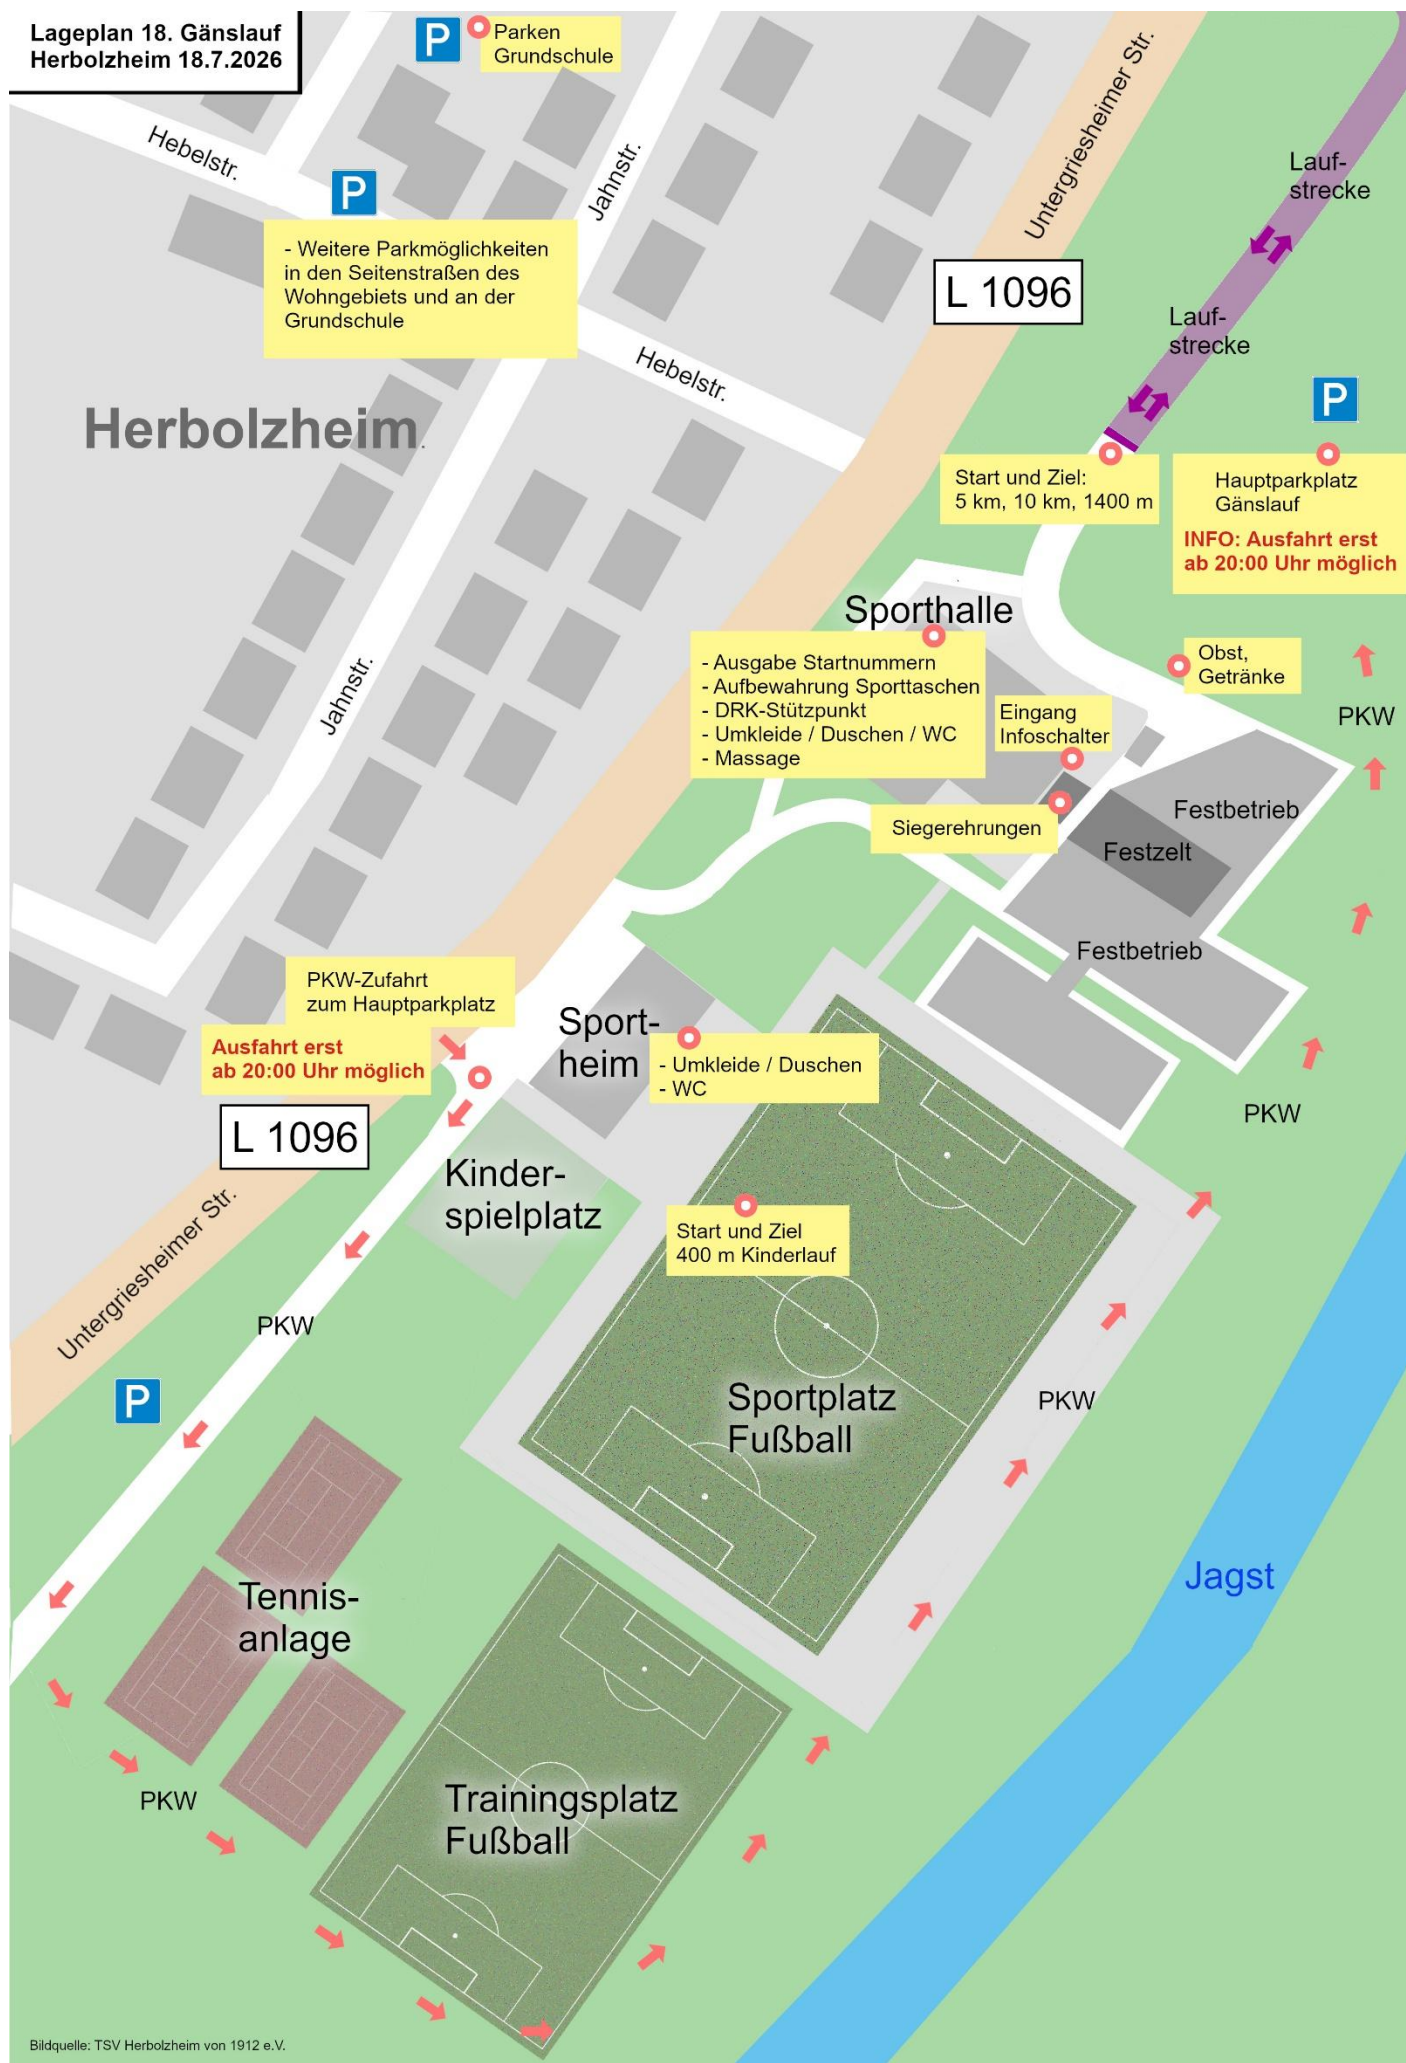 Lageplan 18. Gänslauf
Herbolzheim 18.7.2026
P
Parken
Grundschule
Hebelstr.
Jahnstr.
Untergriesheimer Str.
P
- Weitere Parkmöglichkeiten
in den Seitenstraßen des
Wohngebiets und an der
Grundschule
Lauf-
strecke
L 1096
Lauf-
strecke
Hebelstr.
Herbolzheim
P
Start und Ziel:
5 km, 10 km, 1400 m
Hauptparkplatz
Gänslauf
INFO: Ausfahrt erst
ab 20:00 Uhr möglich
Sporthalle
- Ausgabe Startnummern
- Aufbewahrung Sporttaschen
- DRK-Stützpunkt
- Umkleide / Duschen / WC
- Massage
Obst,
Getränke
Eingang
Infoschalter
PKW
Jahnstr.
Siegerehrungen
Festbetrieb
Festzelt
Festbetrieb
PKW-Zufahrt
zum Hauptparkplatz
Ausfahrt erst
ab 20:00 Uhr möglich
Sport-
heim
- Umkleide / Duschen
- WC
L 1096
PKW
Kinder-
spielplatz
Untergriesheimer Str.
Start und Ziel
400 m Kinderlauf
PKW
P
Sportplatz
Fußball
PKW
Jagst
Tennis-
anlage
PKW
Trainingsplatz
Fußball
Bildquelle: TSV Herbolzheim von 1912 e.V.